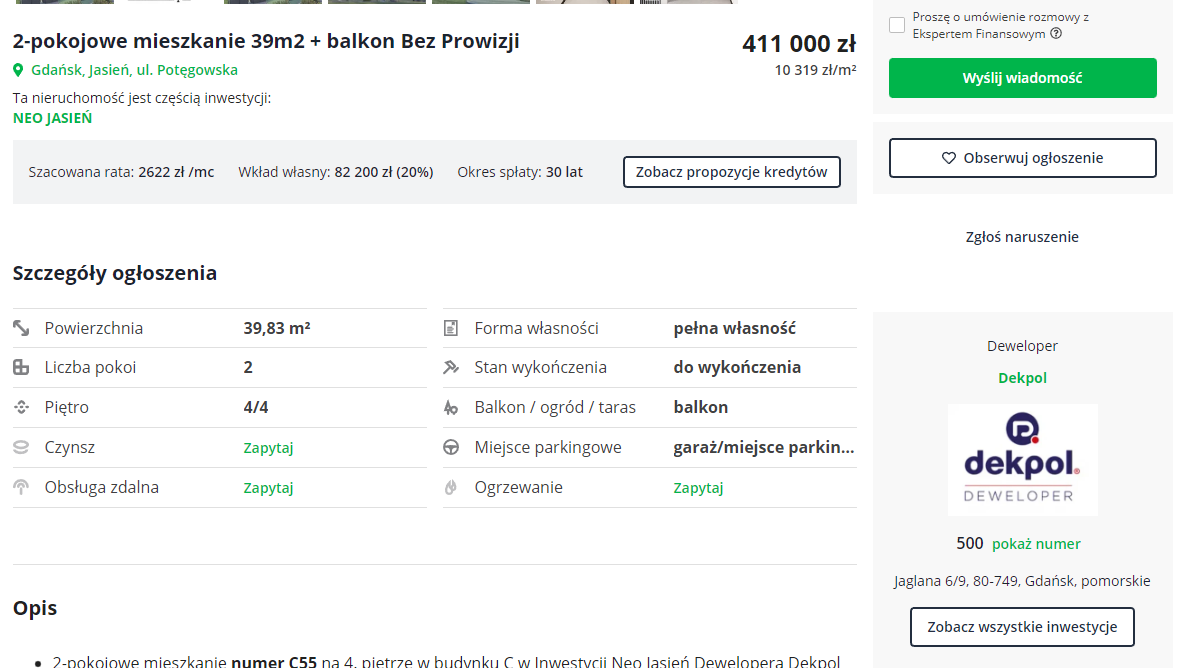 2-pokojowe mieszkanie 39m2 + balkon Bez Prowizji
411 000 zł
Gdańsk, Jasień, ul. Potęgowska
10 319 zł/m²
Ta nieruchomość jest częścią inwestycji:
NEO JASIEŃ
Szacowana rata: 2622 zł /mc Wkład własny: 82 200 zł (20%) Okres spłaty: 30 lat Zobacz propozycje kredytów
Szczegóły ogłoszenia
Powierzchnia 39,83 m²
Liczba pokoi 2
Piętro 4/4
Czynsz Zapytaj
Obsługa zdalna Zapytaj
Forma własności pełna własność
Stan wykończenia do wykończenia
Balkon / ogród / taras balkon
Miejsce parkingowe garaż/miejsce parkin...
Ogrzewanie Zapytaj
Opis
• 2-pokojowe mieszkanie numer C55 na 4. piętrze w budynku C w Inwestycji Neo Jasień Dewelopera Dekpol
Proszę o umówienie rozmowy z
Ekspertem Finansowym
Wyślij wiadomość
Obserwuj ogłoszenie
Zgłoś naruszenie
Deweloper
Dekpol
dekpol
DEWELOPER
500 pokaż numer
Jaglana 6/9, 80-749, Gdańsk, pomorskie
Zobacz wszystkie inwestycje